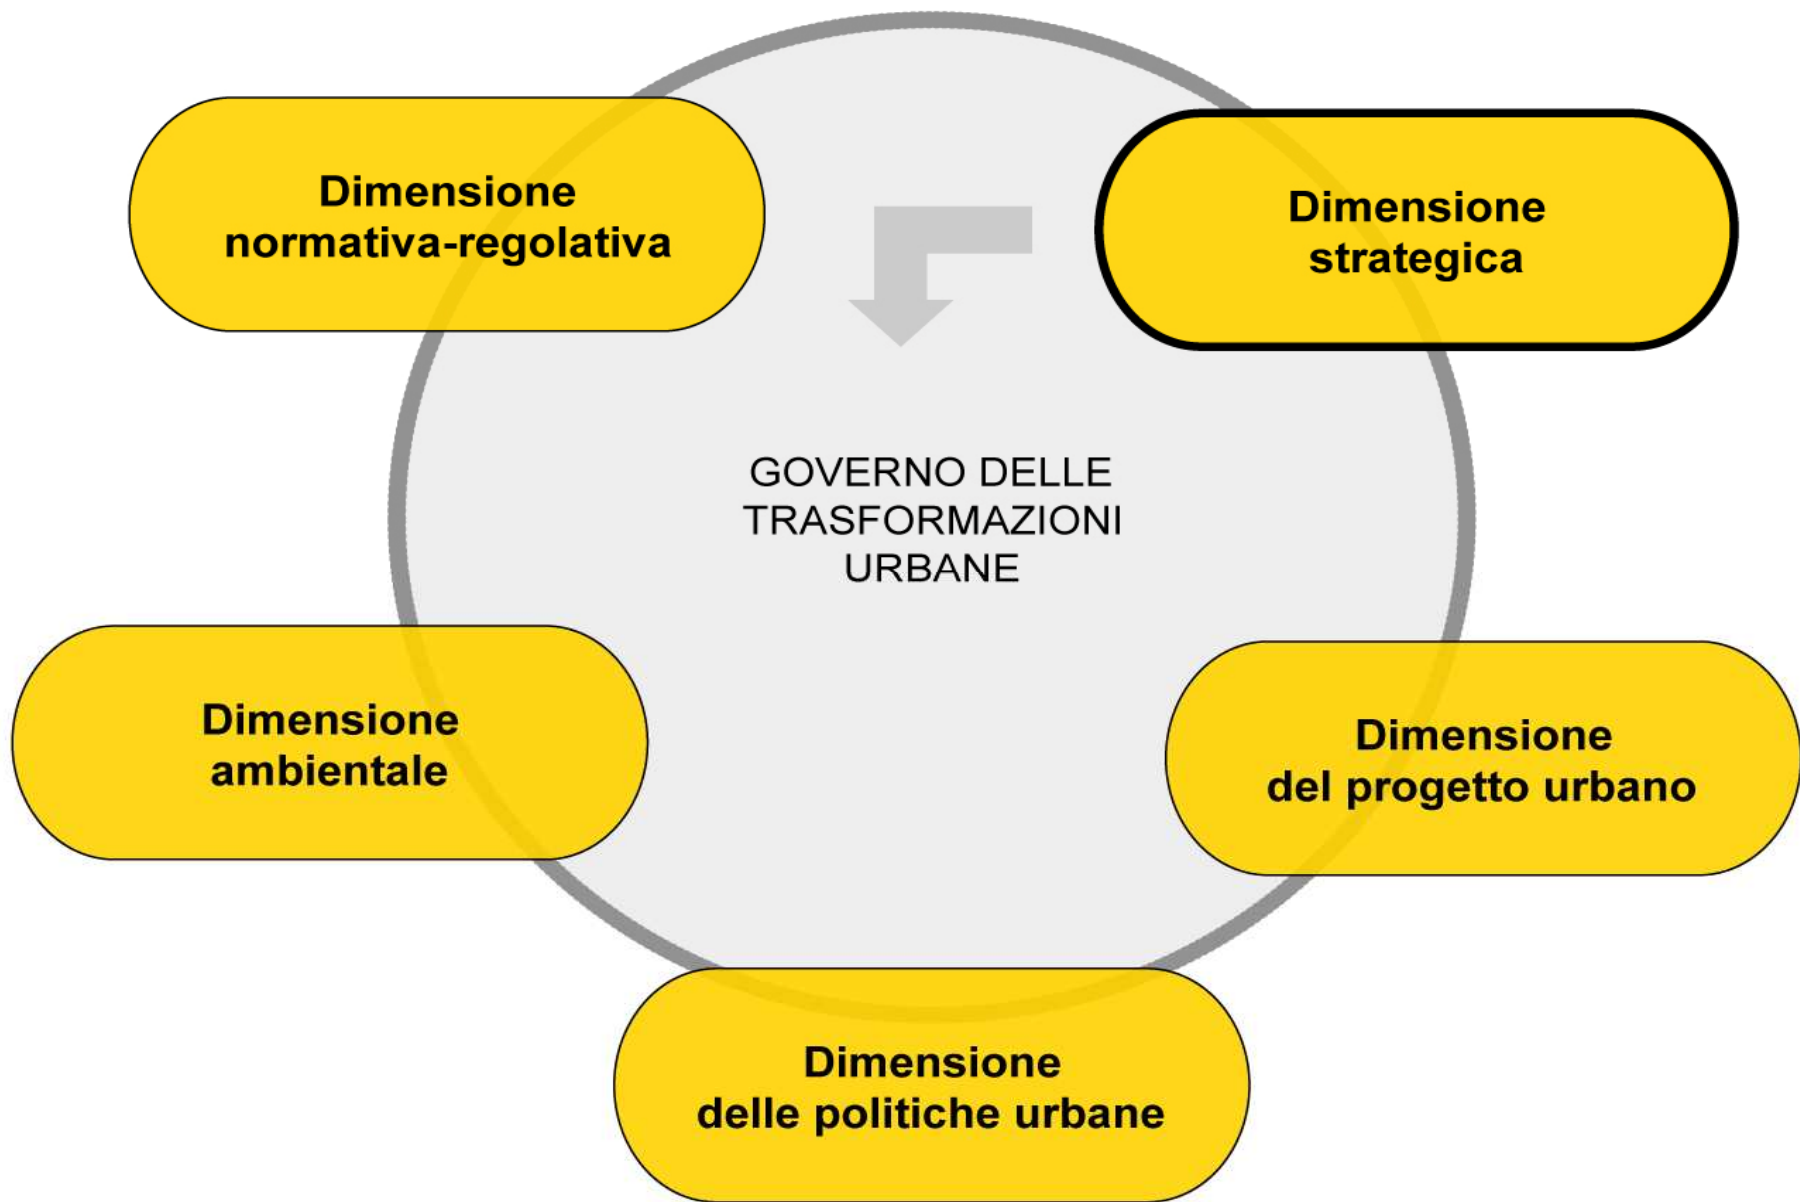 Dimensione
normativa-regolativa
Dimensione
strategica
GOVERNO DELLE
TRASFORMAZIONI
URBANE
Dimensione
ambientale
Dimensione
del progetto urbano
Dimensione
delle politiche urbane